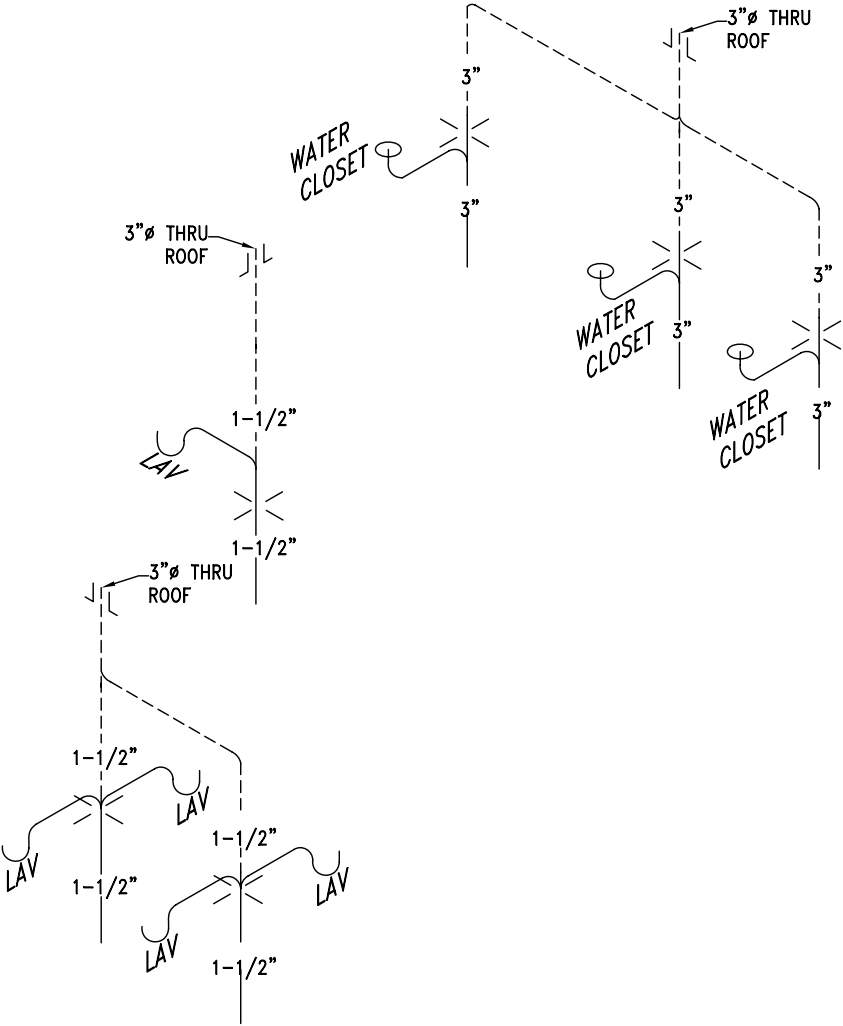 3"ø THRU
ROOF
3"
WATER
CLOSET
3"
3"
3"ø THRU
ROOF
3"
WATER
CLOSET
3"
WATER
CLOSET
3"
1-1/2"
LAV
1-1/2"
3"ø THRU
ROOF
1-1/2"
LAV
1-1/2"
LAV
1-1/2"
LAV
LAV
1-1/2"